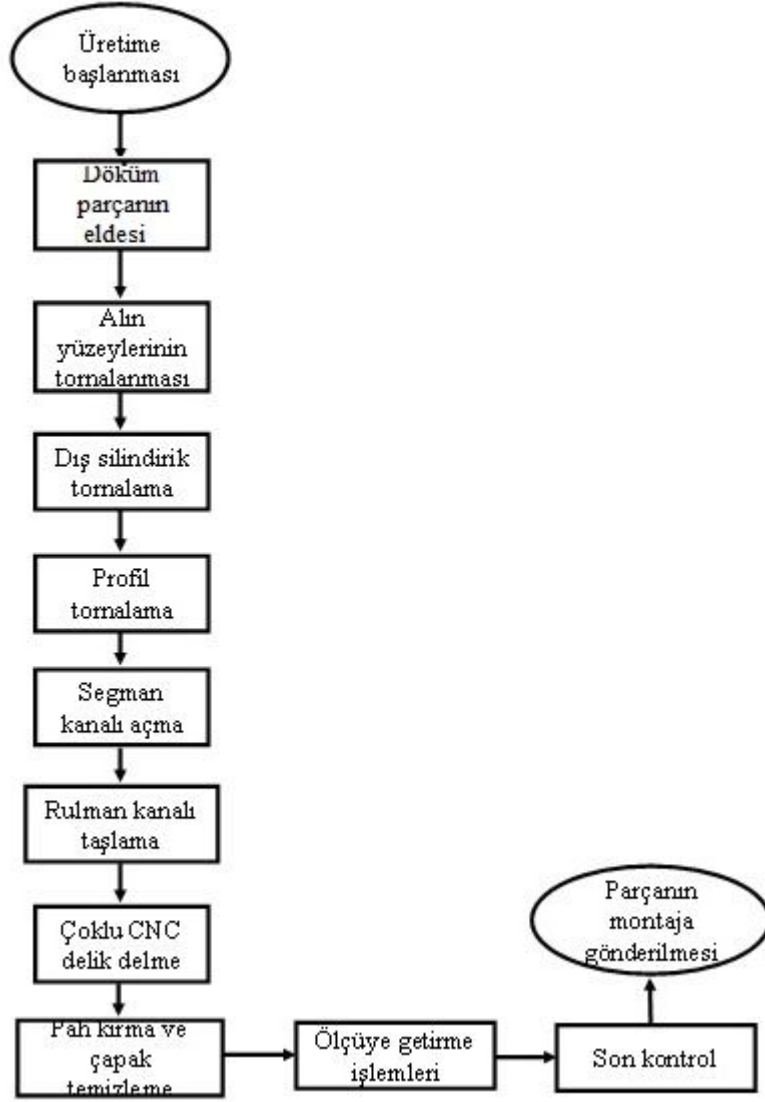 Üretime
başlanması
Döküm
parçanın
eldesi
Alın
yüzeylerinin
tornalanması
Dış silindirik
tornalama
Profil
tornalama
Segman
kanalı açma
Rulman kanalı
taşlama
Çoklu CNC
delik delme
Pah kırma ve
çapak
temizleme
Ölçüye getirme
işlemleri
Son kontrol
Parçanın
montaja
gönderilmesi